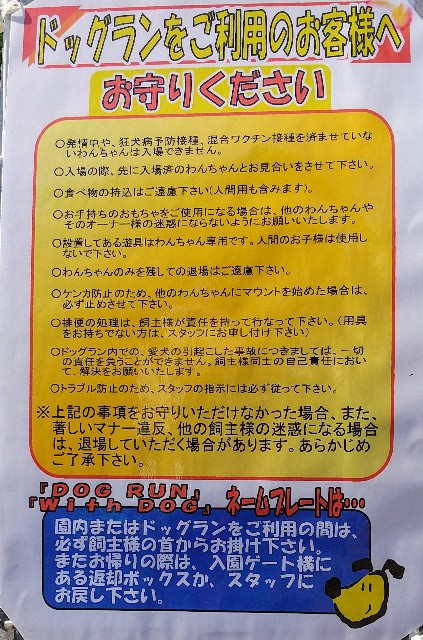 ドッグランをご利用のお客様へ
お守りください
○発情中や、狂犬病予防接種、混合ワクチン接種を済ませていな
いわんちゃんは入場できません。
○入場の際、先に入場済のわんちゃんとお見合いをさせて下さい。
○食べ物の持込はご遠慮下さい（人間用も含みます）。
○お手持ちのおもちゃをご使用になる場合は、他のわんちゃんや
そのオーナー様の迷惑にならないようにお願いいたします。
○設置してある遊具はわんちゃん専用です。人間のお子様は使用し
ないで下さい。
○わんちゃんのみを残しての退場はご遠慮下さい。
○ケンカ防止のため、他のわんちゃんにマウントを始めた場合は、
必ず止めさせて下さい。
○排便の処理は、飼主様が責任を持って行なって下さい。（用具
をお持ちでない方は、スタッフにお申し付け下さい）
○ドッグラン内での、愛犬の引起こした事故につきましては、一切
の責任を負うことができません。飼主様同士の自己責任におい
て、解決をお願いいたします。
○トラブル防止のため、スタッフの指示には必ず従って下さい。
※上記の事項をお守りいただけなかった場合、また、
著しいマナー違反、他の飼主様の迷惑になる場合
は、退場していただく場合があります。あらかじめ
ご了承下さい。
『DOG RUN』
『With DOG』 ネームプレートは…
園内またはドッグランをご利用の間は、
必ず飼主様の首からお掛け下さい。
またお帰りの際は、入園ゲート横に
ある返却ボックスか、スタッフに
お戻し下さい。